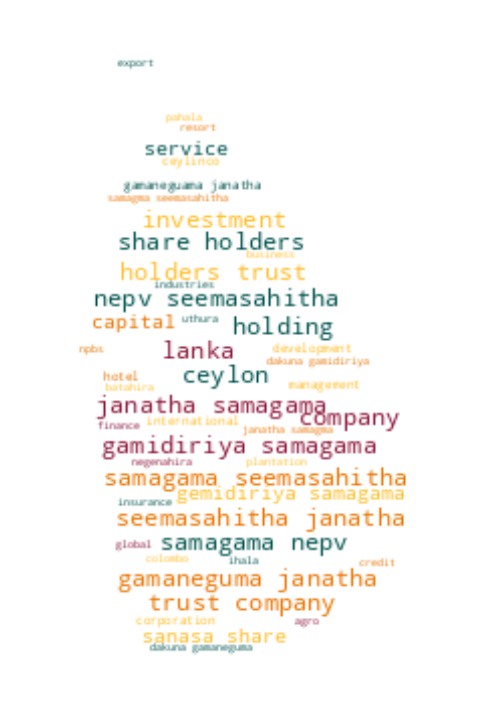 export
pahala
resort
service
ceylinco
gamaneguama janatha
samagma seemasahitha
investment
share holders
business
holders trust
industries
nepv seemasahitha
capital uthura holding
npbs lanka development
dakuna gamidiriya
hotel ceylon
batahira management
janatha samagama
company
finance international
janatha samagma
gamidiriya samagama
negenahira plantation
samagama seemasahitha
gemidiriya samagama
insurance
seemasahitha janatha
global samagama nepv
colombo ihala credit
gamaneguma janatha
trust company
corporation agro
sanasa share
dakuna gamaneguma